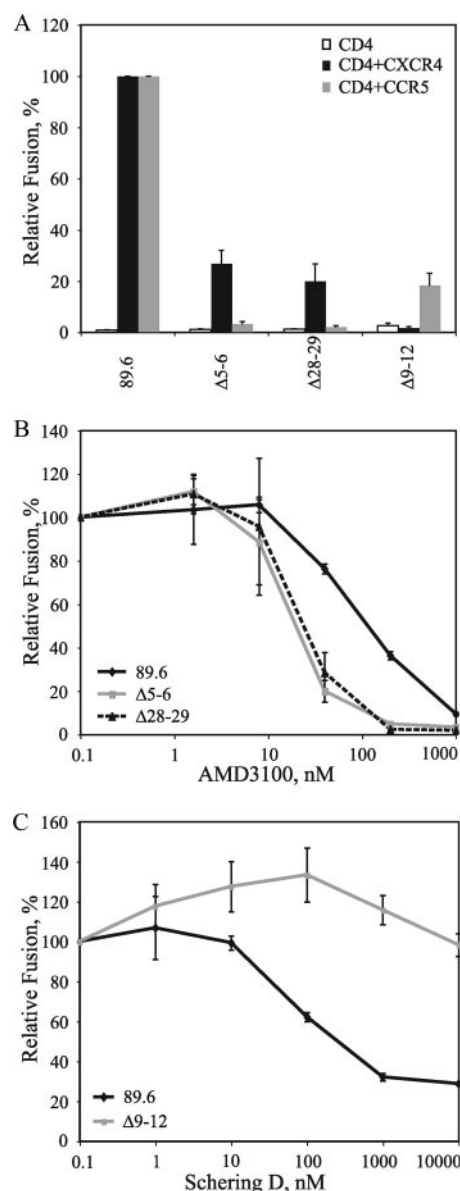 A
CD4
CD4+CXCR4
CD4+CCR5
Relative Fusion, %
120
100
80
60
40
20
0
89.6
Δ5-6
Δ28-29
Δ9-12
B
Relative Fusion, %
140
120
100
80
60
40
20
0
89.6
Δ5-6
Δ28-29
0.1
1
10
100
1000
AMD3100, nM
C
Relative Fusion, %
160
140
120
100
80
60
40
20
0
89.6
Δ9-12
0.1
1
10
100
1000
10000
Schering D, nM